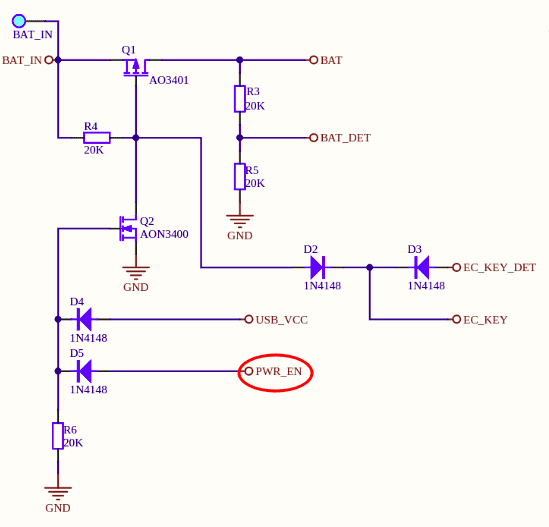 BAT_IN
BAT_IN
Q1
AO3401
BAT
R3
20K
R4
20K
BAT_DET
R5
20K
Q2
AON3400
GND
GND
D2
1N4148
D3
1N4148
EC_KEY_DET
D4
1N4148
USB_VCC
EC_KEY
D5
1N4148
PWR_EN
R6
20K
GND